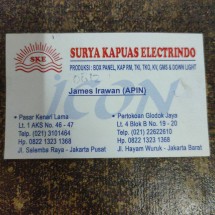 SKE
SURYA KAPUAS ELECTRINDO
PRODUKSI : BOX PANEL, KAP RM, TKI, TKO, KV, GMS & DOWN LIGHT
James Irawan (APIN)
• Pasar Kenari Lama
Lt. 1 AKS No. 46 - 47
Telp. (021) 3101464
Hp. 0822 1323 1368
Jl. Salemba Raya - Jakarta Pusat
• Pertokoan Glodok Jaya
Lt. 4 Blok B No. 19 - 20
Telp. (021) 22622610
Hp. 0822 1323 1368
Jl. Hayam Wuruk - Jakarta Barat